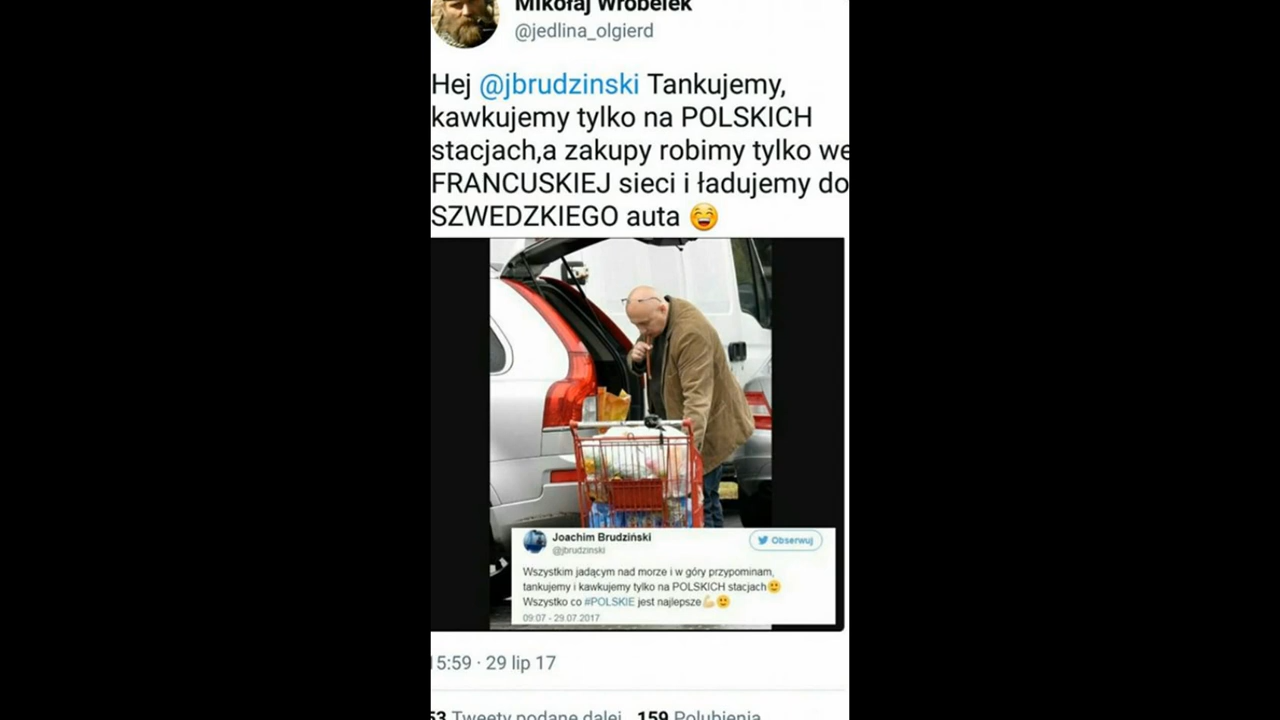 Mikołaj Wróbelek
@jedlina_olgierd
Hej @jbrudzinski Tankujemy,
kawkujemy tylko na POLSKICH
stacjach,a zakupy robimy tylko we
FRANCUSKIEJ sieci i ładujemy do
SZWEDZKIEGO auta 😁
Joachim Brudziński
@jbrudzinski
Obserwuj
Wszystkim jadącym nad morze i w góry przypominam,
tankujemy i kawkujemy tylko na POLSKICH stacjach🙂
Wszystko co #POLSKIE jest najlepsze💪🙂
09:07 - 29.07.2017
15:59 · 29 lip 17
53 Tweety podane dalej 159 Polubienia